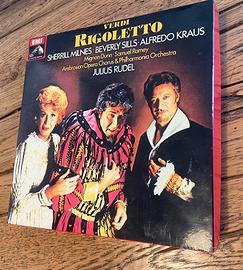 EMI
VERDI
RIGOLETTO
SHERRILL MILNES · BEVERLY SILLS · ALFREDO KRAUS
Mignon Dunn · Samuel Ramey
Ambrosian Opera Chorus & Philharmonia Orchestra
JULIUS RUDEL